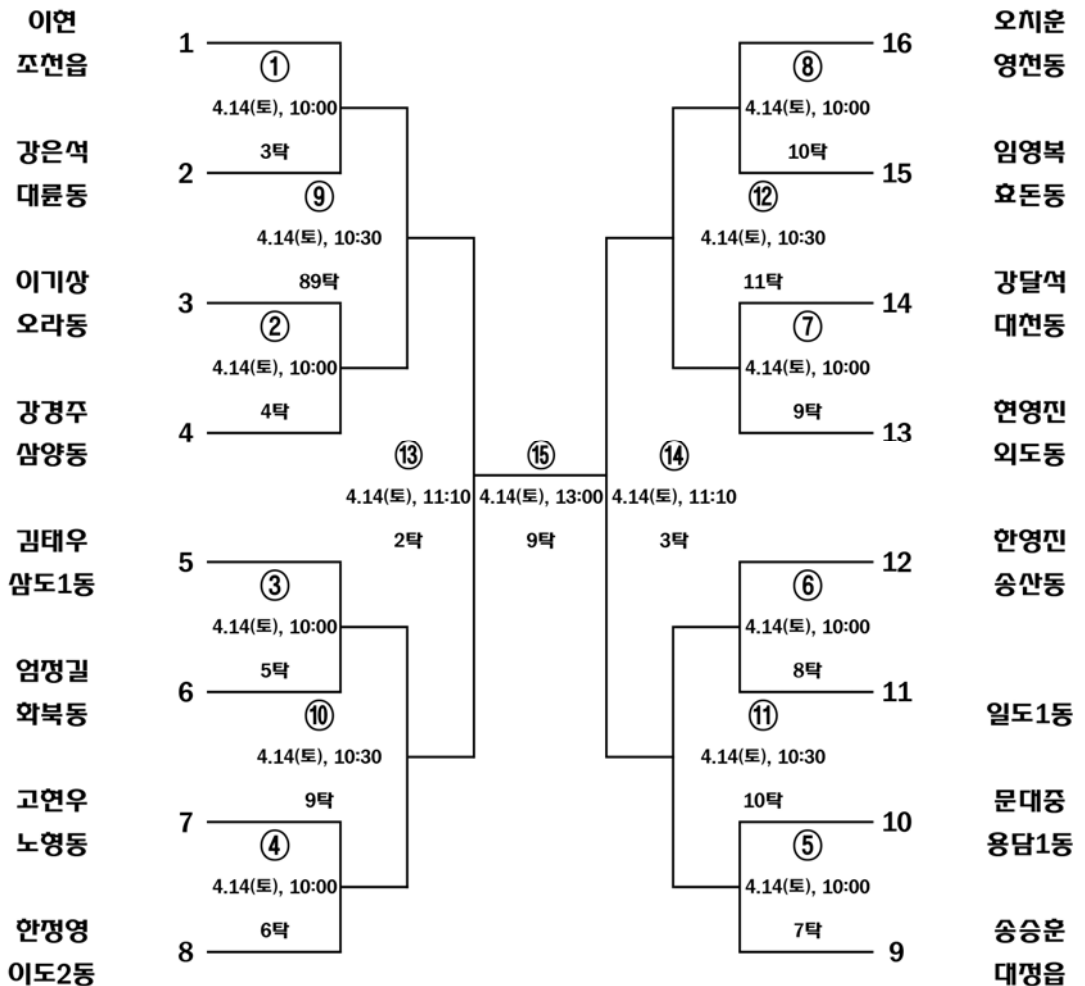 이현
조천읍
1
①
4.14(토), 10:00
3탁
강은석
대륜동
2
⑨
4.14(토), 10:30
89탁
이기상
오라동
3
②
4.14(토), 10:00
4탁
강경주
삼양동
4
⑬
4.14(토), 11:10
2탁
김태우
삼도1동
5
③
4.14(토), 10:00
5탁
엄정길
화북동
6
⑩
4.14(토), 10:30
9탁
고현우
노형동
7
④
4.14(토), 10:00
6탁
한정영
이도2동
8
⑮
4.14(토), 13:00
9탁
16
오치훈
영천동
⑧
4.14(토), 10:00
10탁
15
임영복
효돈동
⑫
4.14(토), 10:30
11탁
14
강달석
대천동
⑦
4.14(토), 10:00
9탁
13
현영진
외도동
⑭
4.14(토), 11:10
3탁
12
한영진
송산동
⑥
4.14(토), 10:00
8탁
11
일도1동
⑪
4.14(토), 10:30
10탁
10
문대중
용담1동
⑤
4.14(토), 10:00
7탁
9
송승훈
대정읍